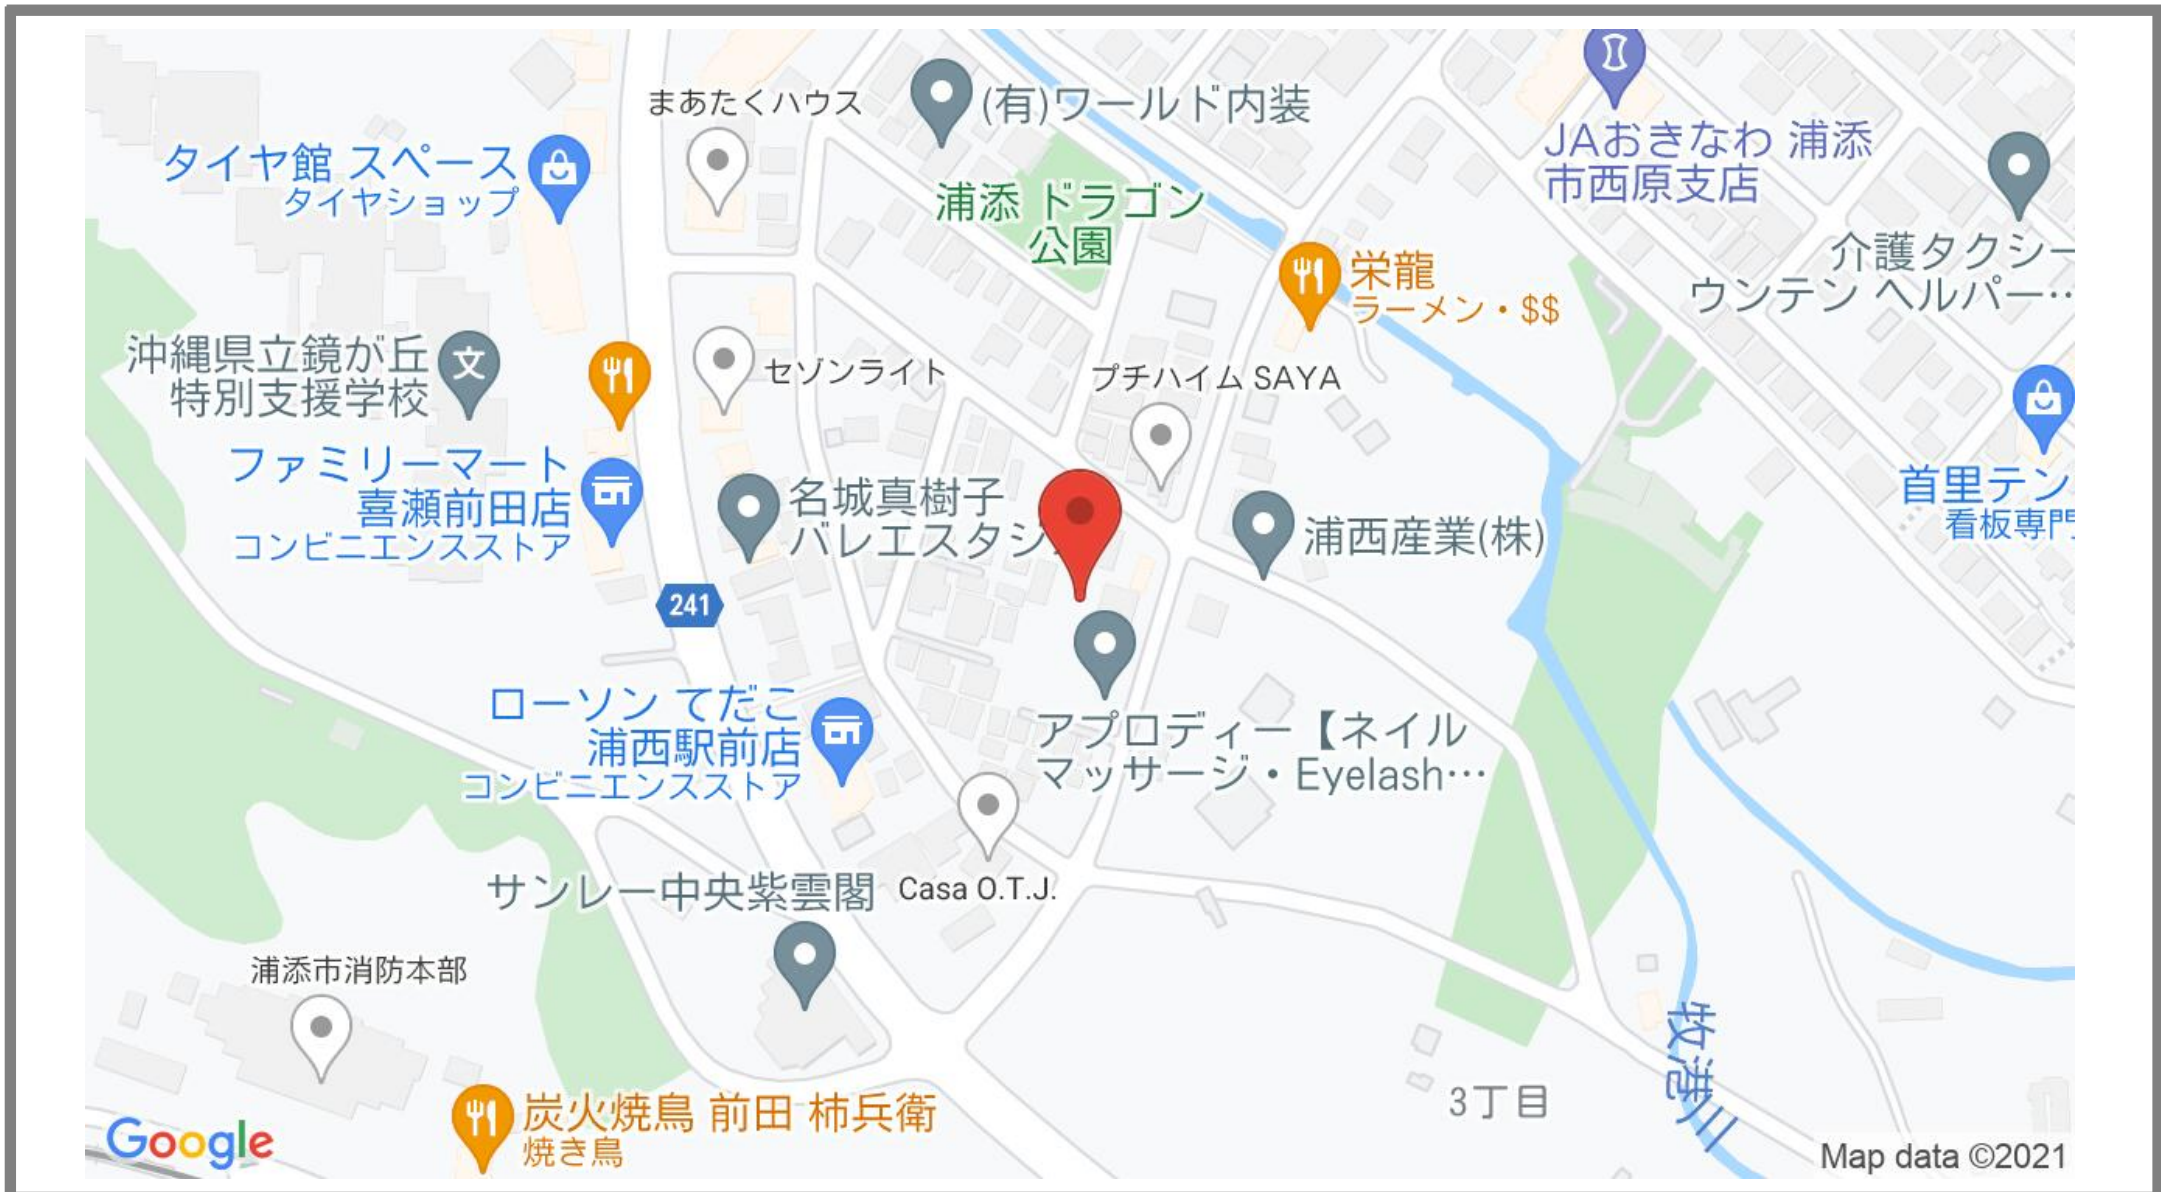 まあたくハウス
(有)ワールド内装
タイヤ館 スペース
タイヤショップ
浦添 ドラゴン
公園
JAおきなわ 浦添
市西原支店
介護タクシー
ウンテン ヘルパー…
栄龍
ラーメン・$$
沖縄県立鏡が丘
特別支援学校
セゾンライト
プチハイム SAYA
ファミリーマート
喜瀬前田店
コンビニエンスストア
名城真樹子
バレエスタジ
浦西産業(株)
首里テン
看板専門
241
ローソン てだこ
浦西駅前店
コンビニエンスストア
アプロディー【ネイル
マッサージ・Eyelash…
サンレー中央紫雲閣
Casa O.T.J.
浦添市消防本部
牧港川
3丁目
炭火焼鳥 前田 柿兵衛
焼き鳥
Google
Map data ©2021